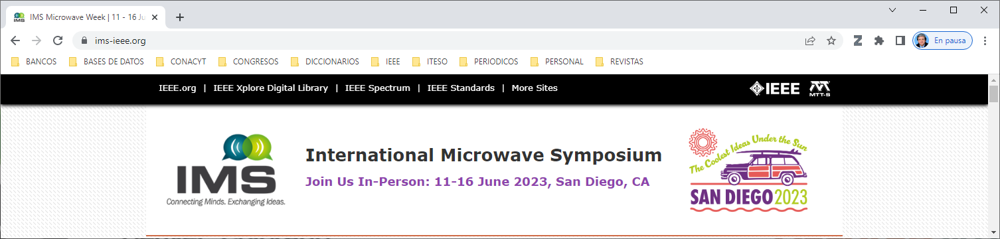 IMS
IMS Microwave Week | 11 - 16 Ju
ims-ieee.org
Z
En pausa
BANCOS
BASES DE DATOS
CONACYT
CONGRESOS
DICCIONARIOS
IEEE
ITESO
PERIODICOS
PERSONAL
REVISTAS
IEEE.org | IEEE Xplore Digital Library | IEEE Spectrum | IEEE Standards | More Sites
IEEE
MTT-S
IMS
Connecting Minds. Exchanging Ideas.
International Microwave Symposium
Join Us In-Person: 11-16 June 2023, San Diego, CA
The Coolest Ideas Under the Sun
SAN DIEGO 2023